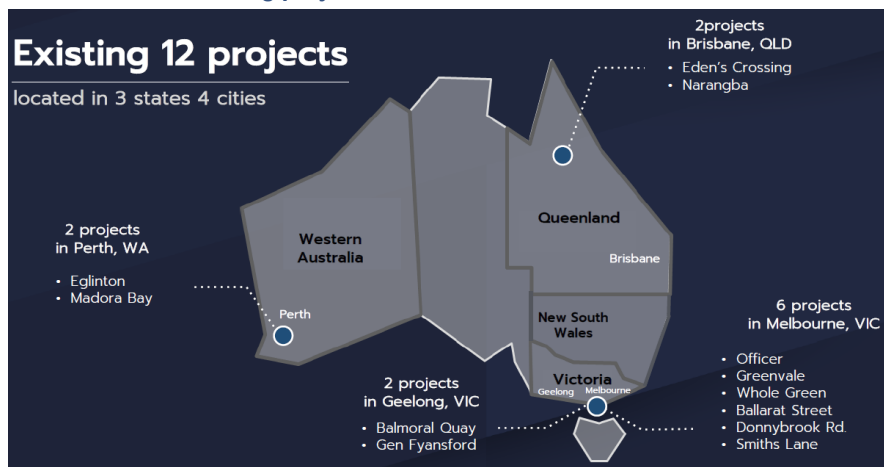 Existing 12 projects
located in 3 states 4 cities
2projects
in Brisbane, QLD
• Eden's Crossing
• Narangba
Queenland
Brisbane
Western
Australia
2 projects
in Perth, WA
• Eglinton
• Madora Bay
Perth
New South
Wales
Victoria
Geelong
Melbourne
2 projects
in Geelong, VIC
• Balmoral Quay
• Gen Fyansford
6 projects
in Melbourne, VIC
• Officer
• Greenvale
• Whole Green
• Ballarat Street
• Donnybrook Rd.
• Smiths Lane